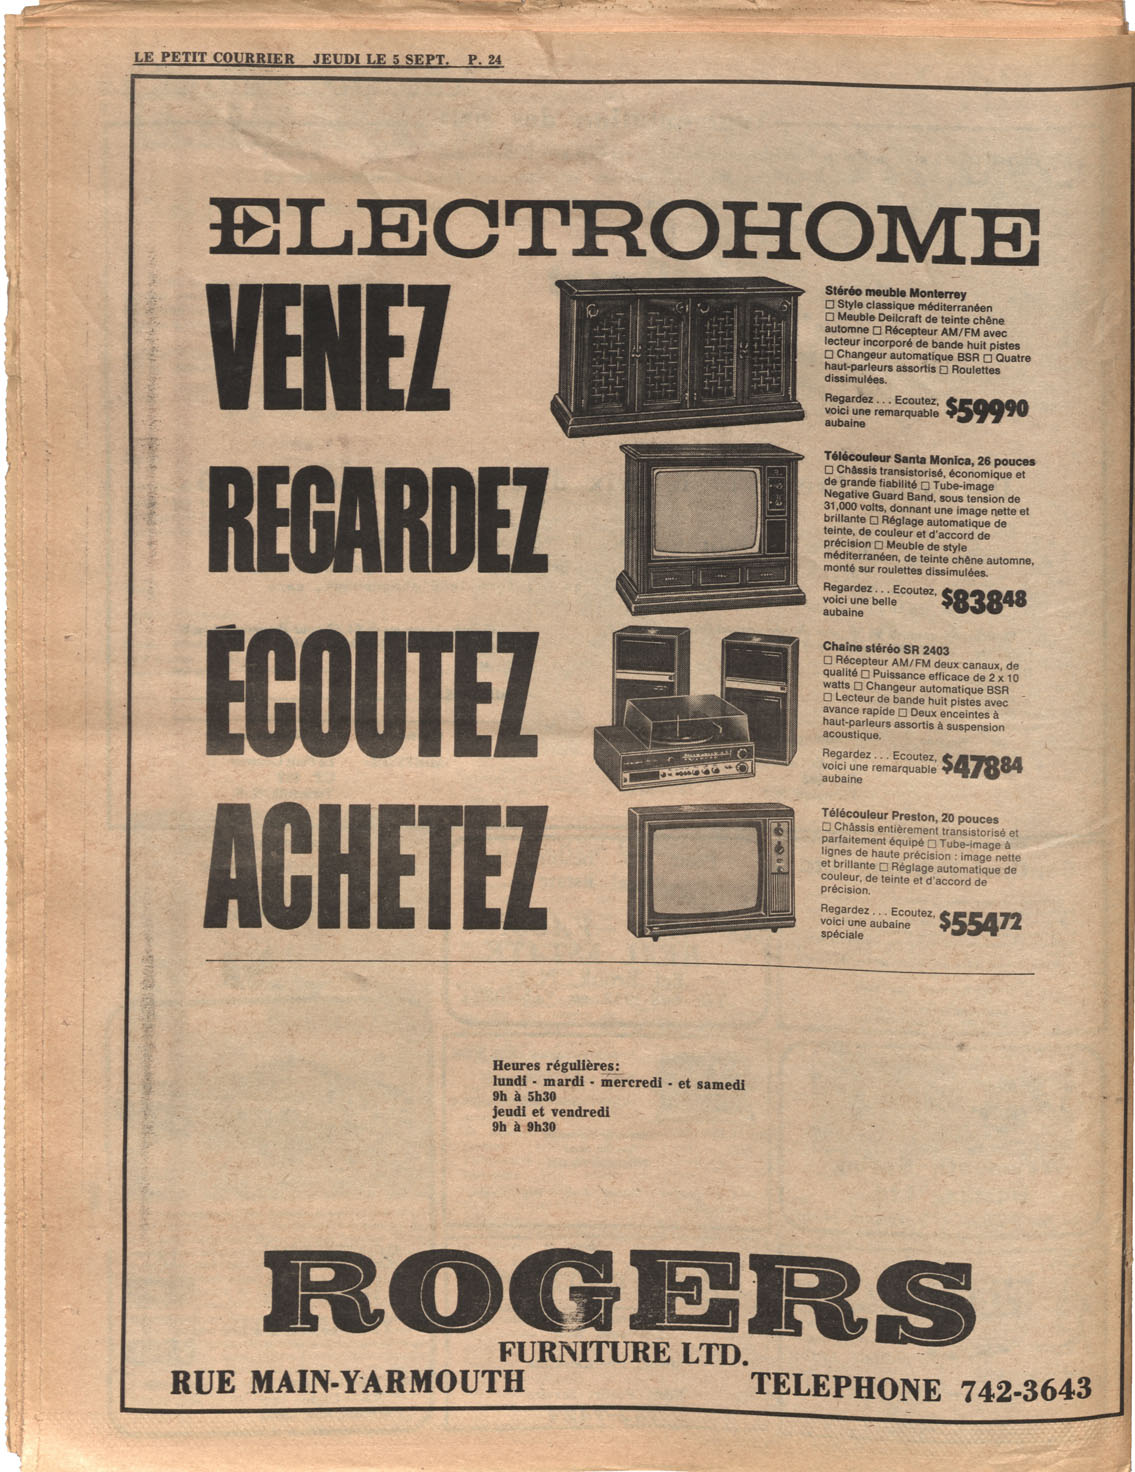 LE PETIT COURRIER JEUDI LE 5 SEPT. P. 24
ELECTROHOME
VENEZ
REGARDEZ
ÉCOUTEZ
ACHETEZ
Stéréo meuble Monterrey
□ Style classique méditerranéen
□ Meuble Deilcraft de teinte chêne
automne □ Récepteur AM/FM avec
lecteur incorporé de bande huit pistes
□ Changeur automatique BSR □ Quatre
haut-parleurs assortis □ Roulettes
dissimulées.
Regardez . . . Ecoutez,
voici une remarquable $599 90
aubaine
Télécouleur Santa Monica, 26 pouces
□ Châssis transistorisé, économique et
de grande fiabilité □ Tube-image
Negative Guard Band, sous tension de
31,000 volts, donnant une image nette et
brillante □ Réglage automatique de
teinte, de couleur et d'accord de
précision □ Meuble de style
méditerranéen, de teinte chêne automne,
monté sur roulettes dissimulées.
Regardez . . . Ecoutez,
voici une belle $838 48
aubaine
Chaine stéréo SR 2403
□ Récepteur AM/FM deux canaux, de
qualité □ Puissance efficace de 2 x 10
watts □ Changeur automatique BSR
□ Lecteur de bande huit pistes avec
avance rapide □ Deux enceintes à
haut-parleurs assortis à suspension
acoustique.
Regardez . . . Ecoutez,
voici une remarquable $478 84
aubaine
Télécouleur Preston, 20 pouces
□ Châssis entièrement transistorisé et
parfaitement équipé □ Tube-image à
lignes de haute précision : image nette
et brillante □ Réglage automatique de
couleur, de teinte et d'accord de
précision.
Regardez . . . Ecoutez,
voici une aubaine $554 72
spéciale
Heures régulières:
lundi - mardi - mercredi - et samedi
9h à 5h30
jeudi et vendredi
9h à 9h30
ROGERS
FURNITURE LTD.
RUE MAIN-YARMOUTH TELEPHONE 742-3643